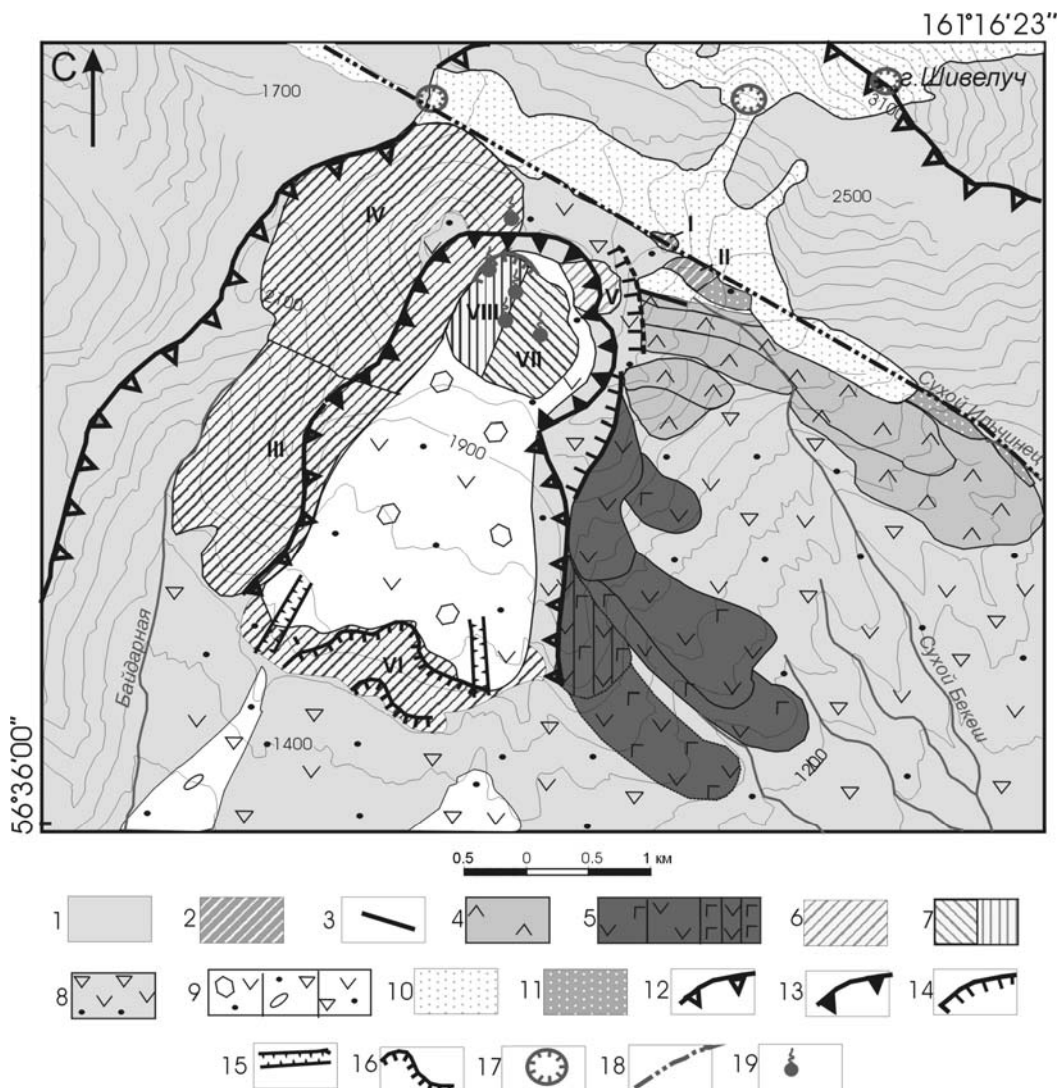 161°16'23"
С
1700
г.Шивелуч
3100
2500
IV
I
II
V
2100
VIII
VII
Сухой Ильчинец
III
1900
Байдарная
VI
Сухой Бекеш
1400
1200
56°36'00"
0.5 0 0.5 1 км
1 2 3 4 5 6 7
8 9 10 11 12 13 14
15 16 17 18 19